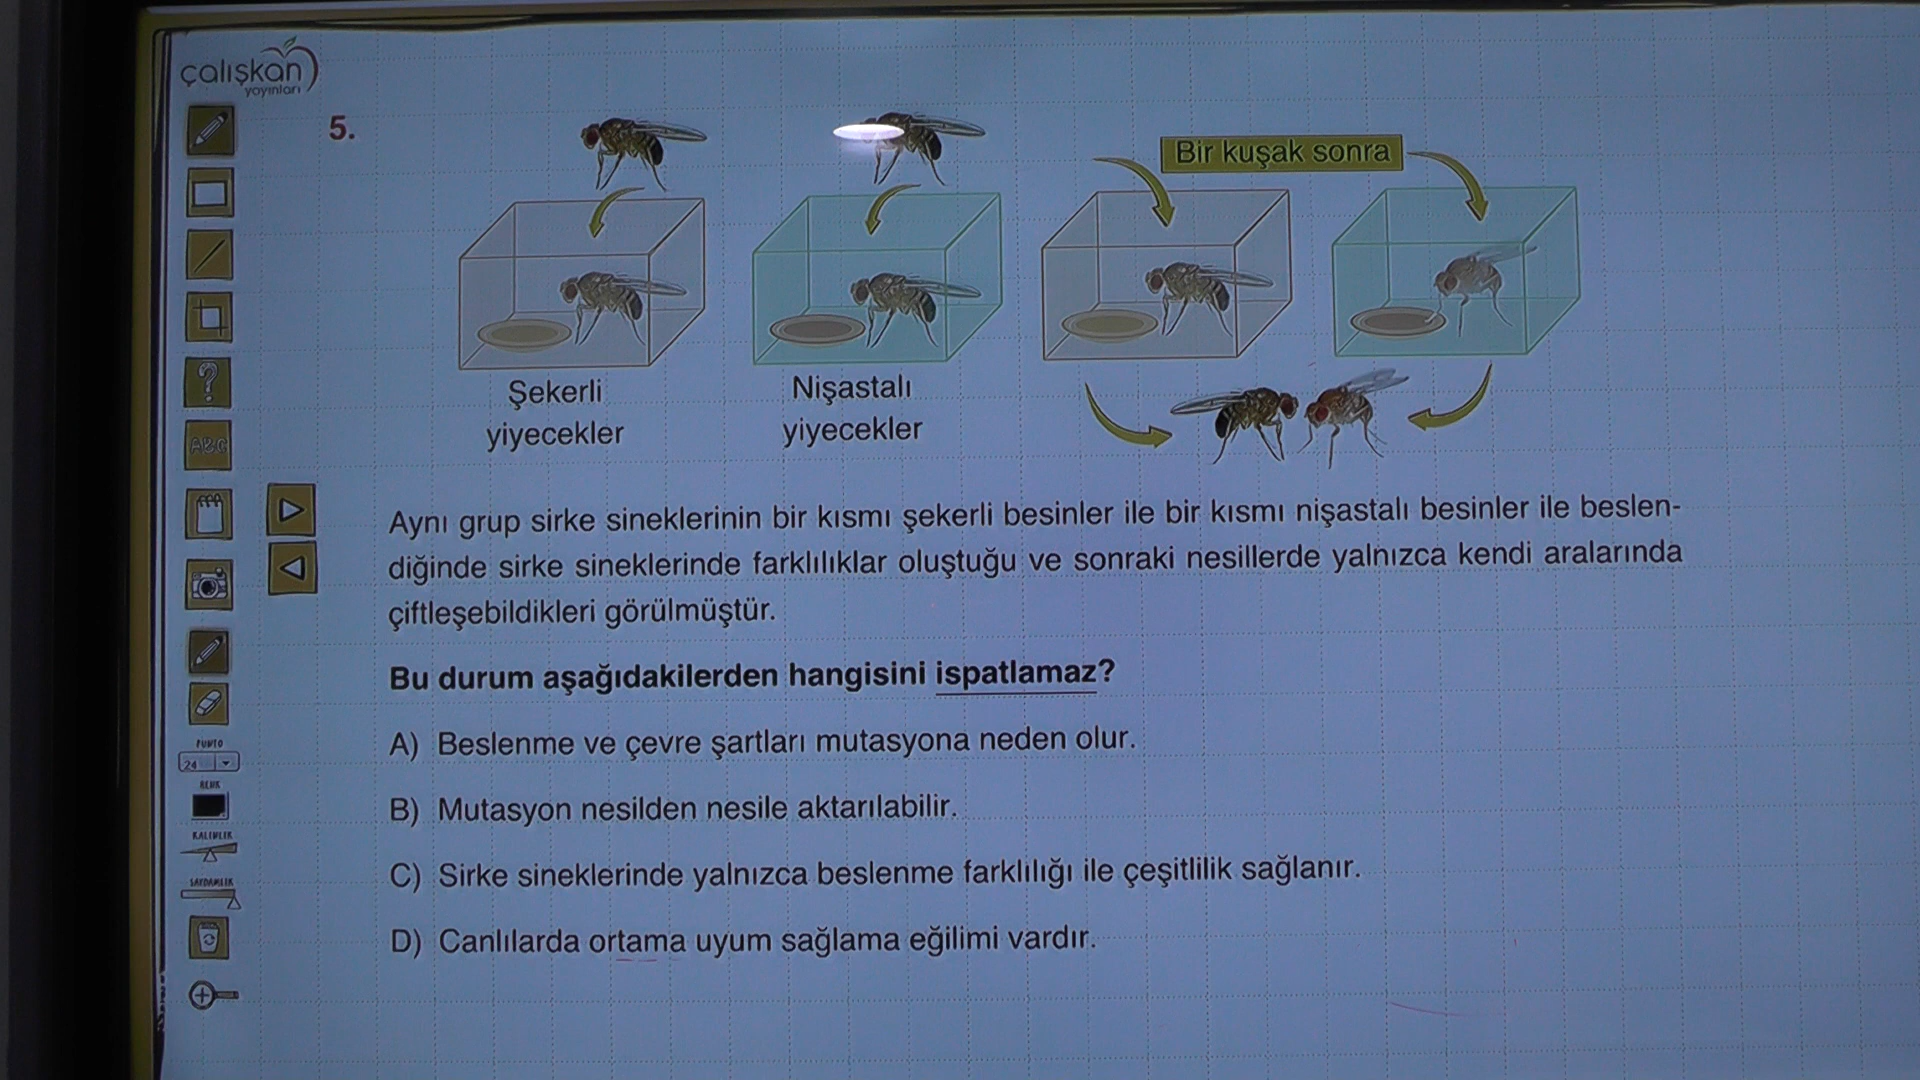 çalışkan
yayınları
5.
Bir kuşak sonra
Şekerli
yiyecekler
Nişastalı
yiyecekler
ABC
Aynı grup sirke sineklerinin bir kısmı şekerli besinler ile bir kısmı nişastalı besinler ile beslen-
diğinde sirke sineklerinde farklılıklar oluştuğu ve sonraki nesillerde yalnızca kendi aralarında
çiftleşebildikleri görülmüştür.
Bu durum aşağıdakilerden hangisini ispatlamaz?
A) Beslenme ve çevre şartları mutasyona neden olur.
B) Mutasyon nesilden nesile aktarılabilir.
C) Sirke sineklerinde yalnızca beslenme farklılığı ile çeşitlilik sağlanır.
D) Canlılarda ortama uyum sağlama eğilimi vardır.
PUNTO
24
RENK
KALINLIK
SAYDAMLIK